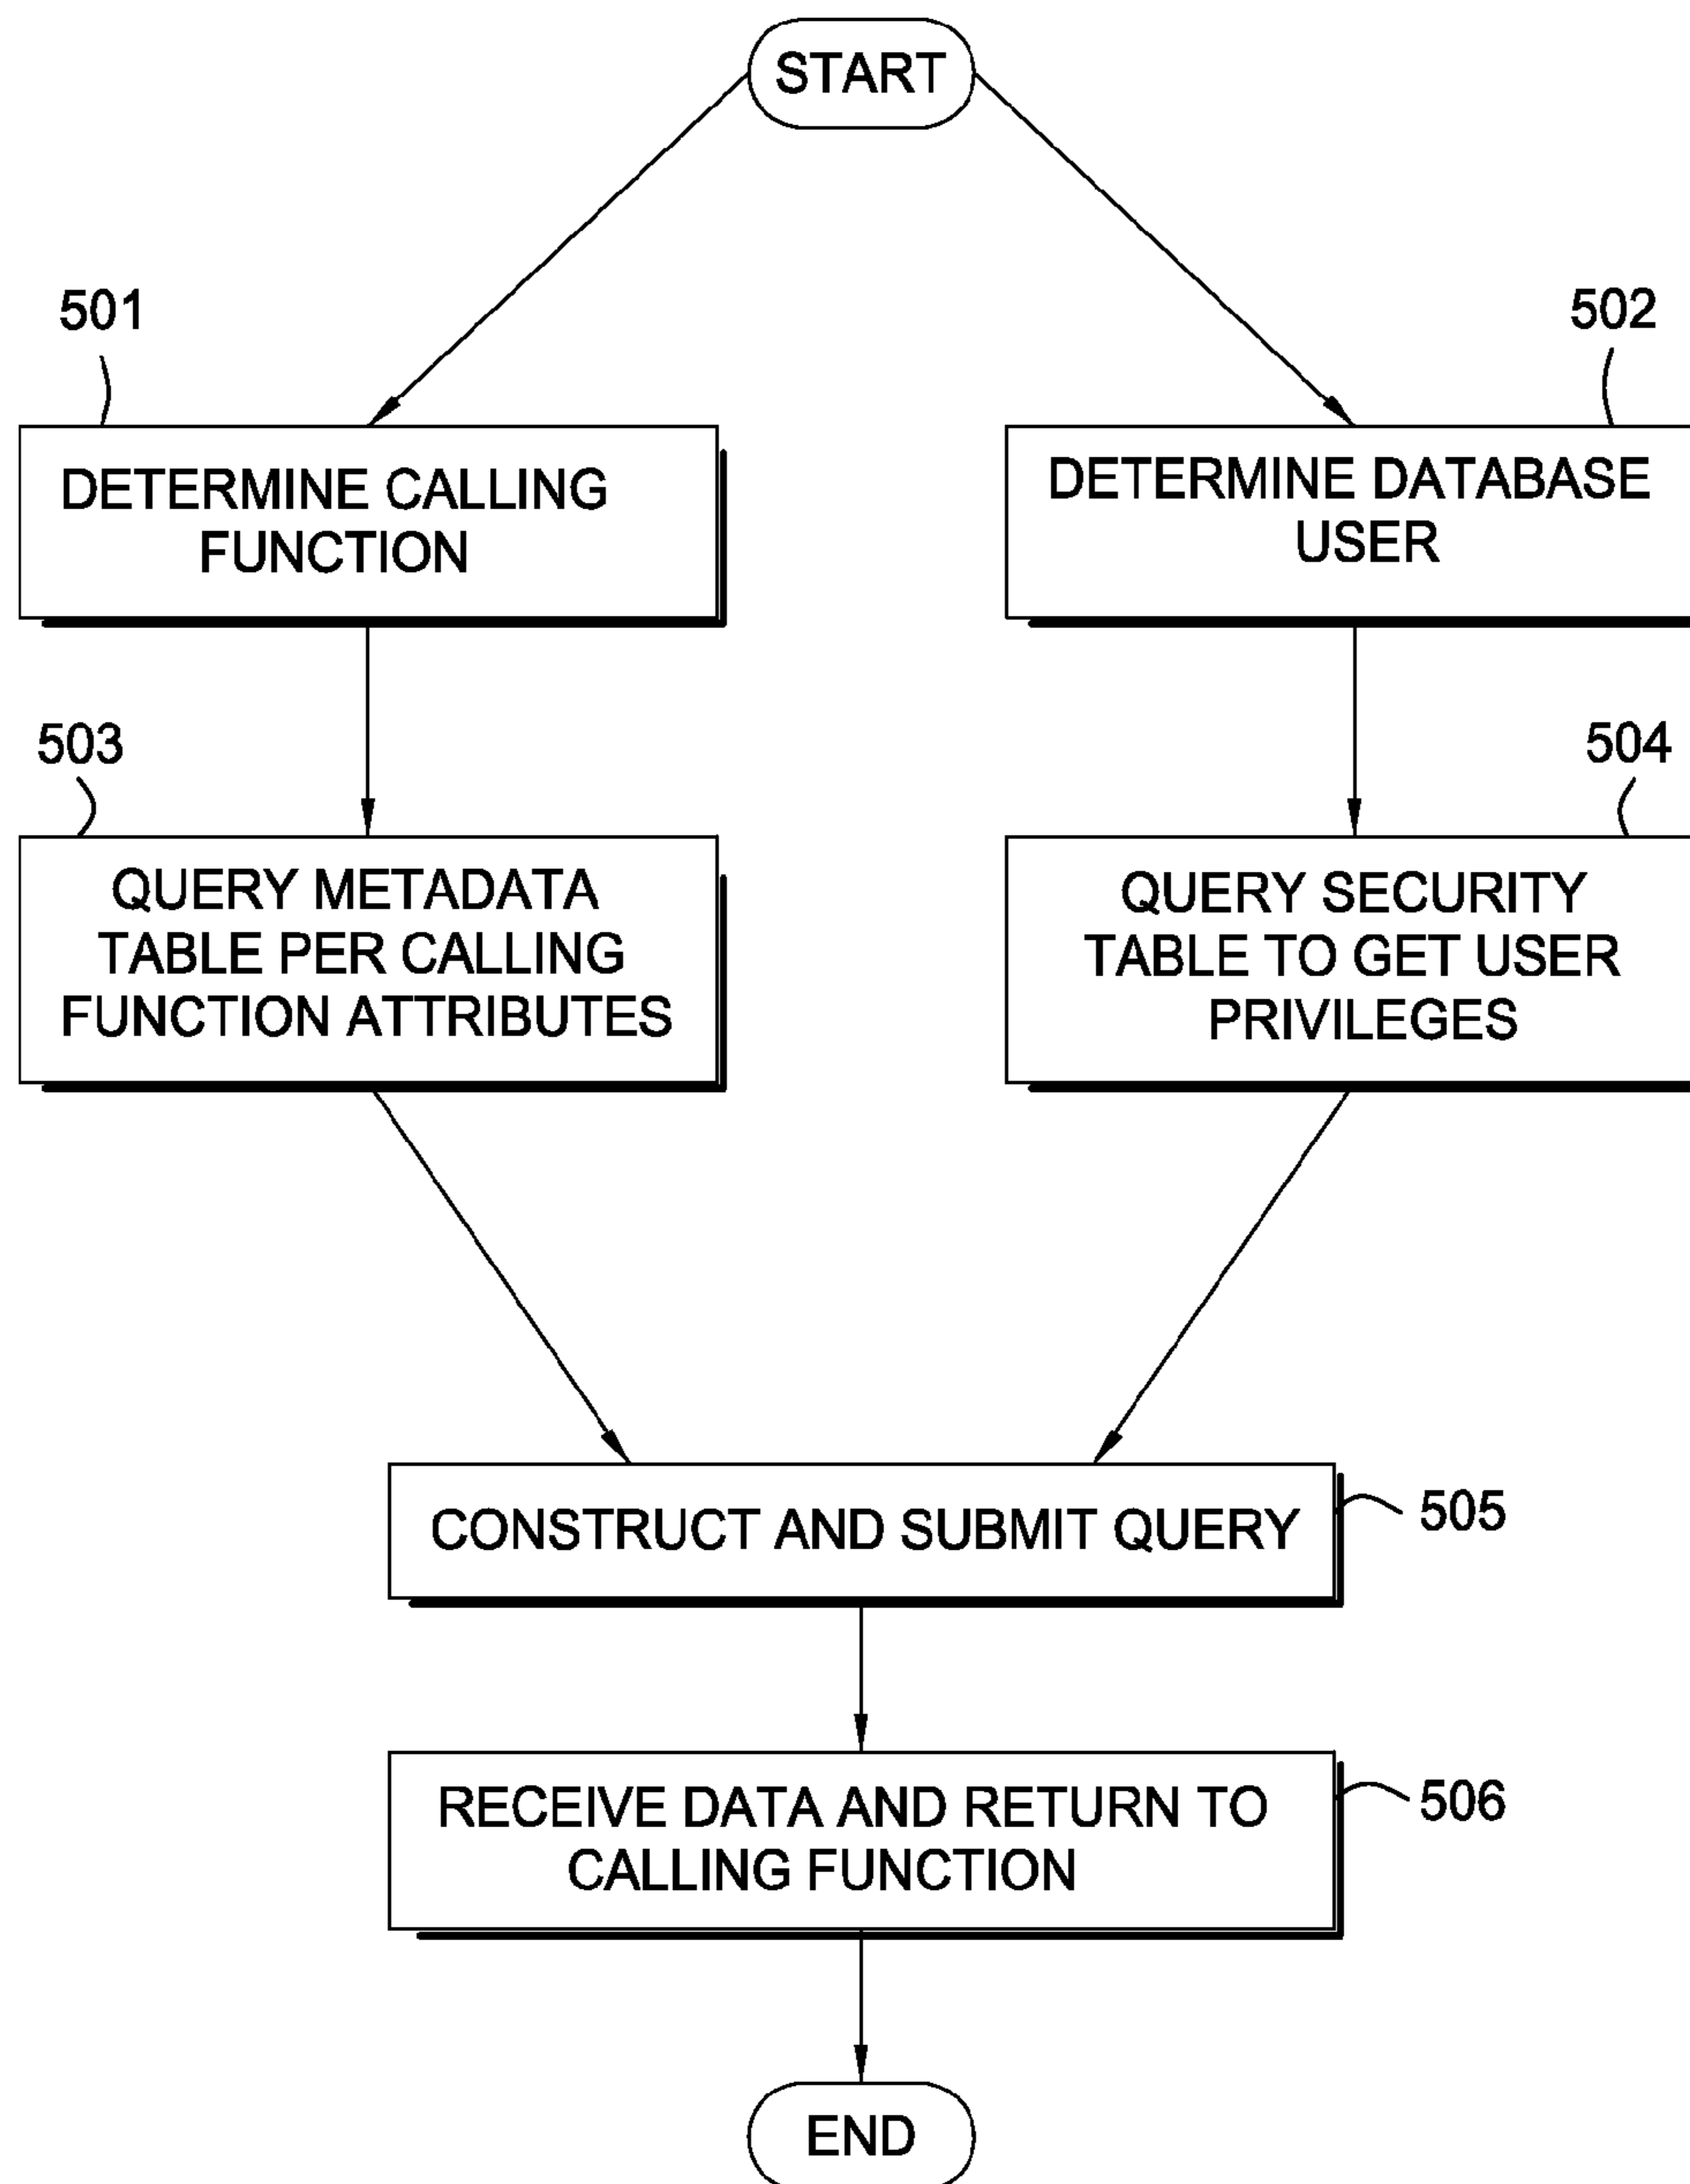 START
501
502
DETERMINE CALLING
FUNCTION
DETERMINE DATABASE
USER
503
504
QUERY METADATA
TABLE PER CALLING
FUNCTION ATTRIBUTES
QUERY SECURITY
TABLE TO GET USER
PRIVILEGES
CONSTRUCT AND SUBMIT QUERY
505
RECEIVE DATA AND RETURN TO
CALLING FUNCTION
506
END